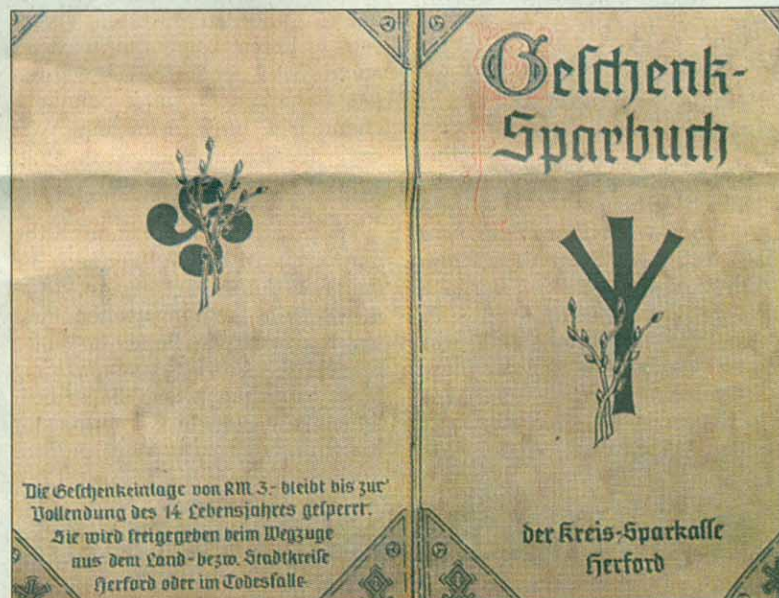 Die Geschenkeinlage von RM. 3.- bleibt bis zur
Vollendung des 14. Lebensjahres gesperrt.
Sie wird freigegeben beim Wegzuge
aus dem Land- bezw. Stadtkreise
Herford oder im Todesfalle.
Geschenk-
Sparbuch
der Kreis-Sparkasse
Herford